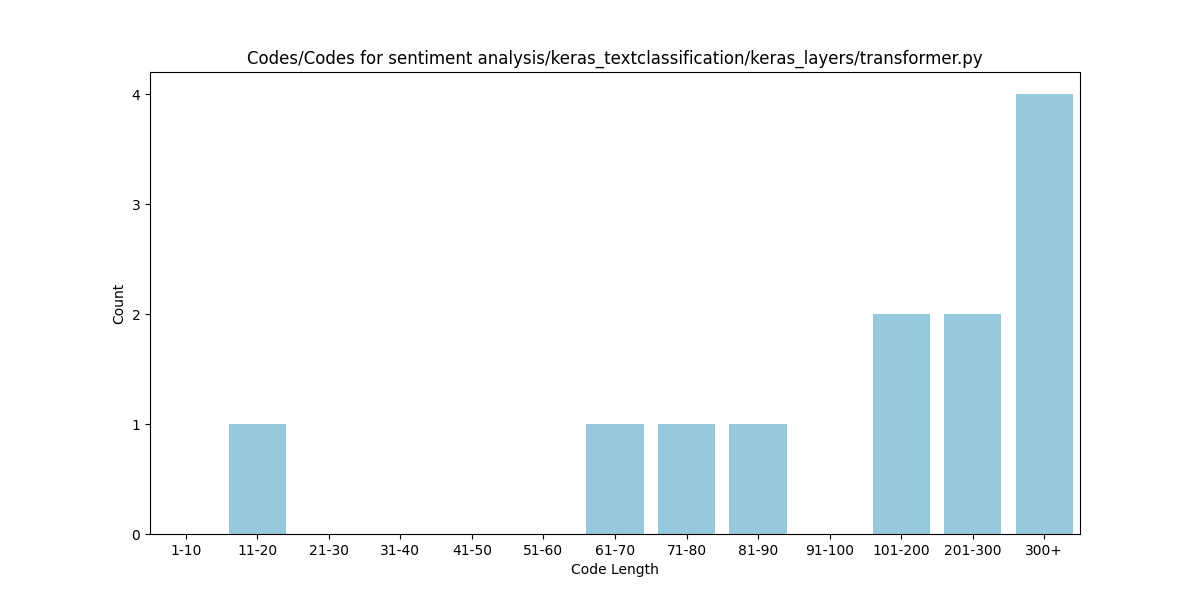 Codes/Codes for sentiment analysis/keras_textclassification/keras_layers/transformer.py
4
3
2
1
0
Count
1-10 11-20 21-30 31-40 41-50 51-60 61-70 71-80 81-90 91-100 101-200 201-300 300+
Code Length